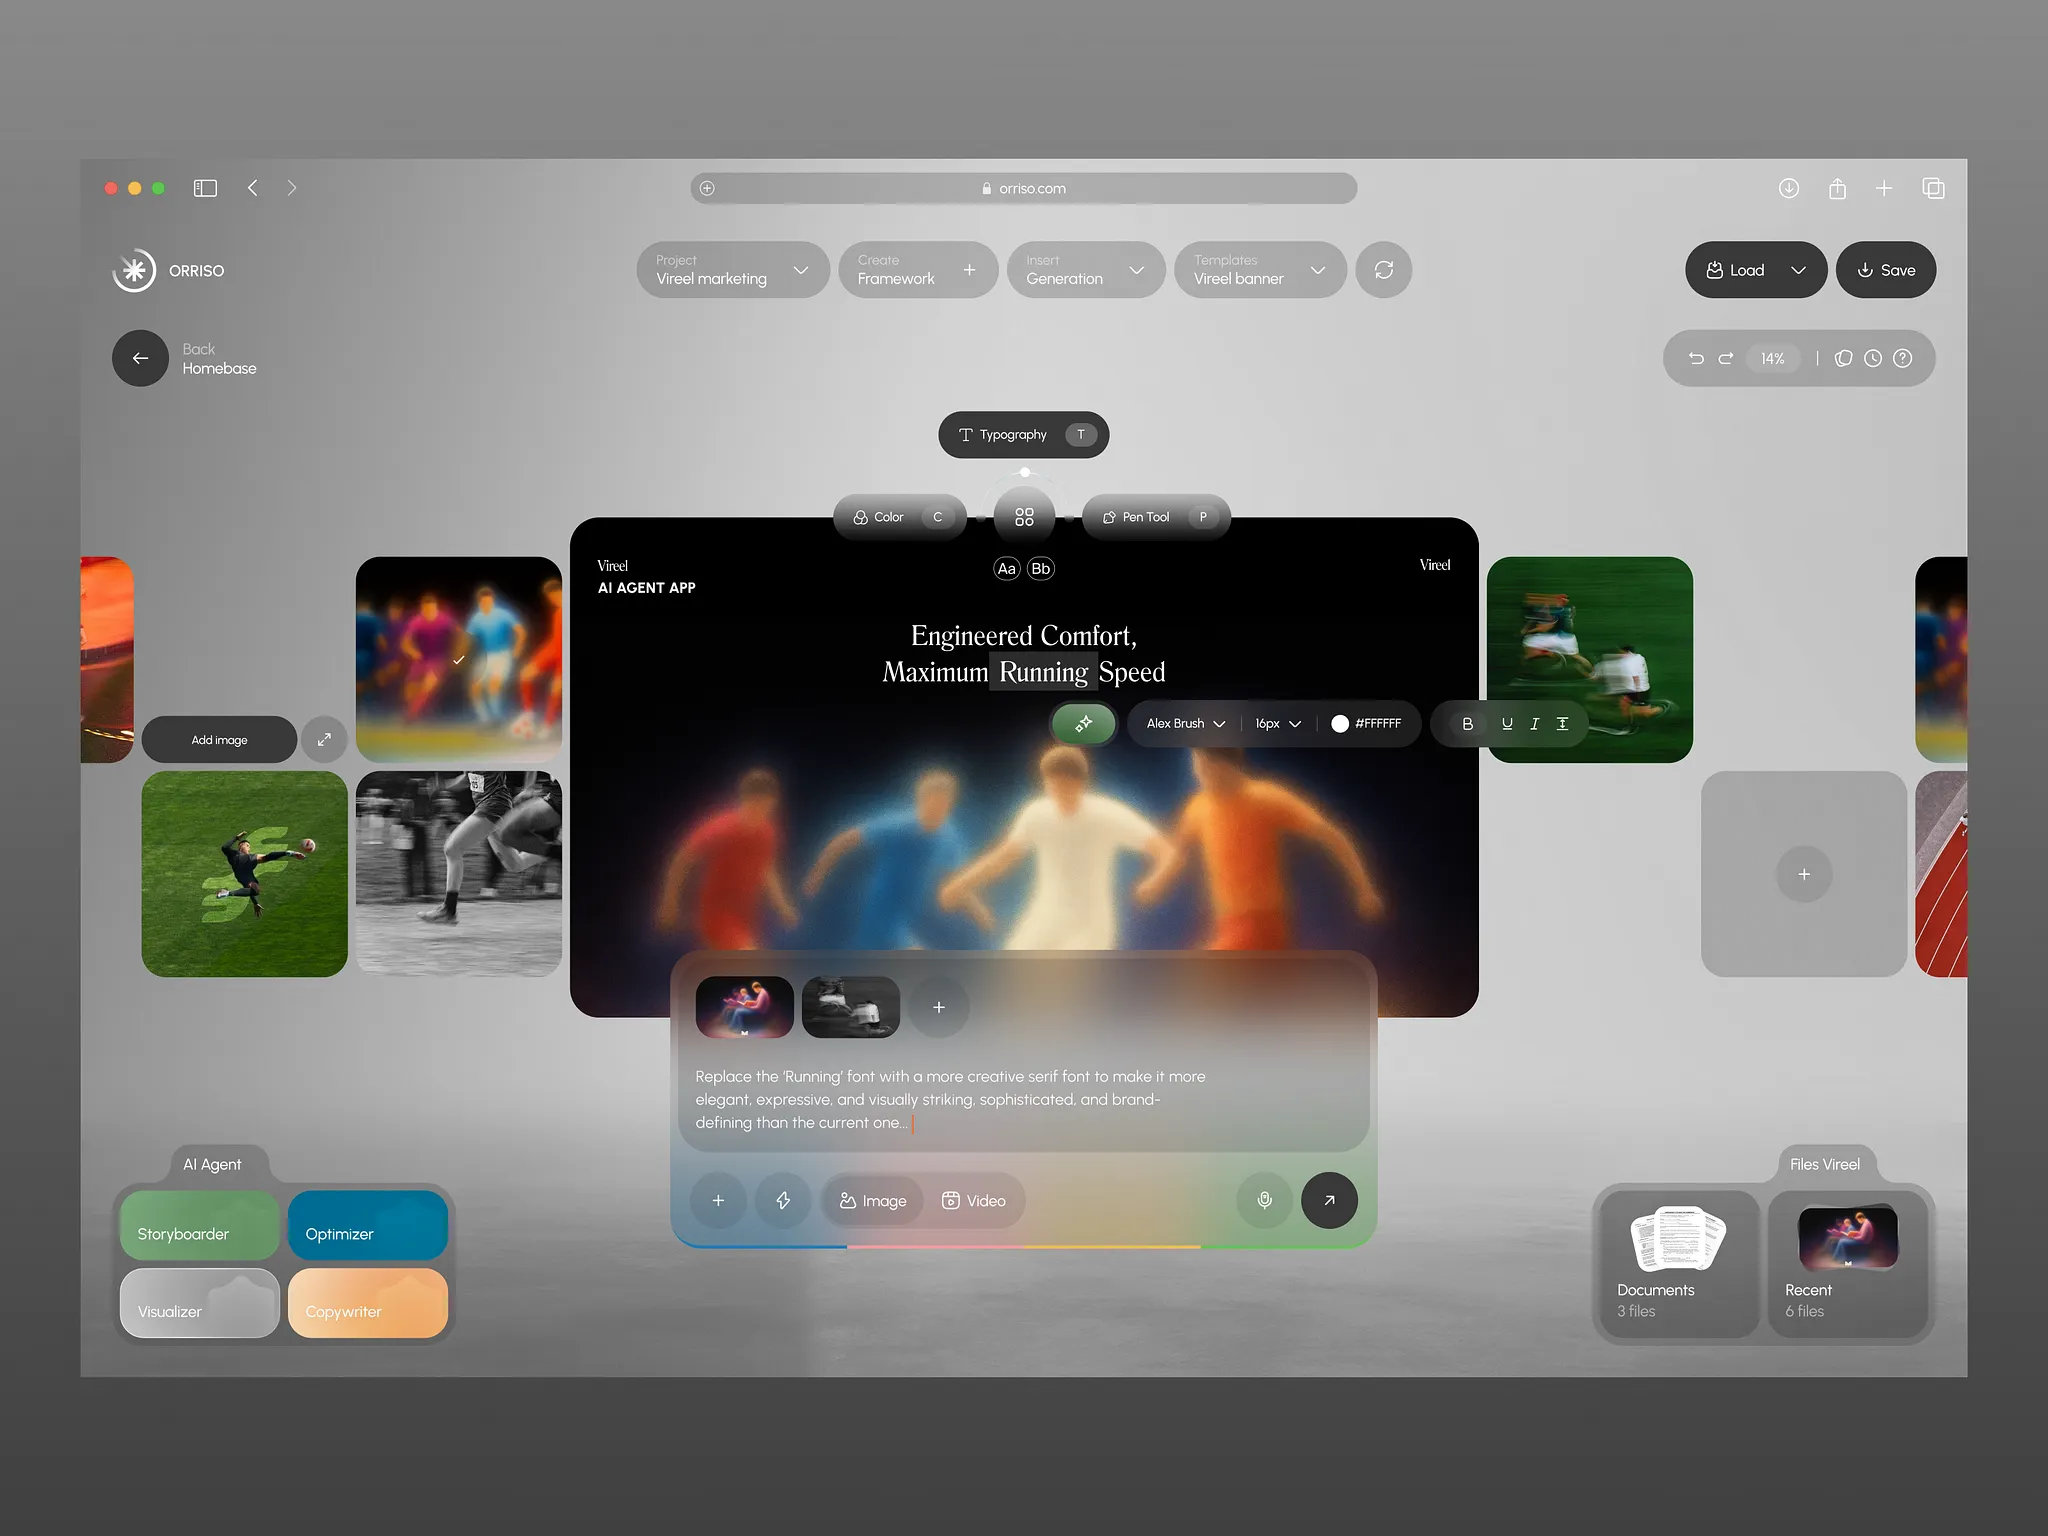 orriso.com
ORRISO
Project
Vireel marketing
Create
Framework
Insert
Generation
Templates
Vireel banner
Load
Save
Back
Homebase
14%
Typography T
Color C
Pen Tool P
Vireel
AI AGENT APP
Aa Bb
Vireel
Engineered Comfort,
Maximum Running Speed
Alex Brush 16px #FFFFFF
B U I
Add image
Replace the 'Running' font with a more creative serif font to make it more
elegant, expressive, and visually striking, sophisticated, and brand-
defining than the current one...
Image Video
AI Agent
Storyboarder
Optimizer
Visualizer
Copywriter
Files Vireel
Documents
3 files
Recent
6 files